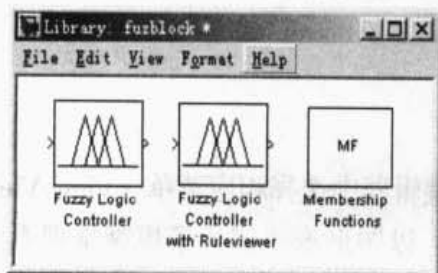 Library: fuzblock *
File Edit View Format Help
MF
Fuzzy Logic
Controller
Fuzzy Logic
Controller
with Ruleviewer
Membership
Functions